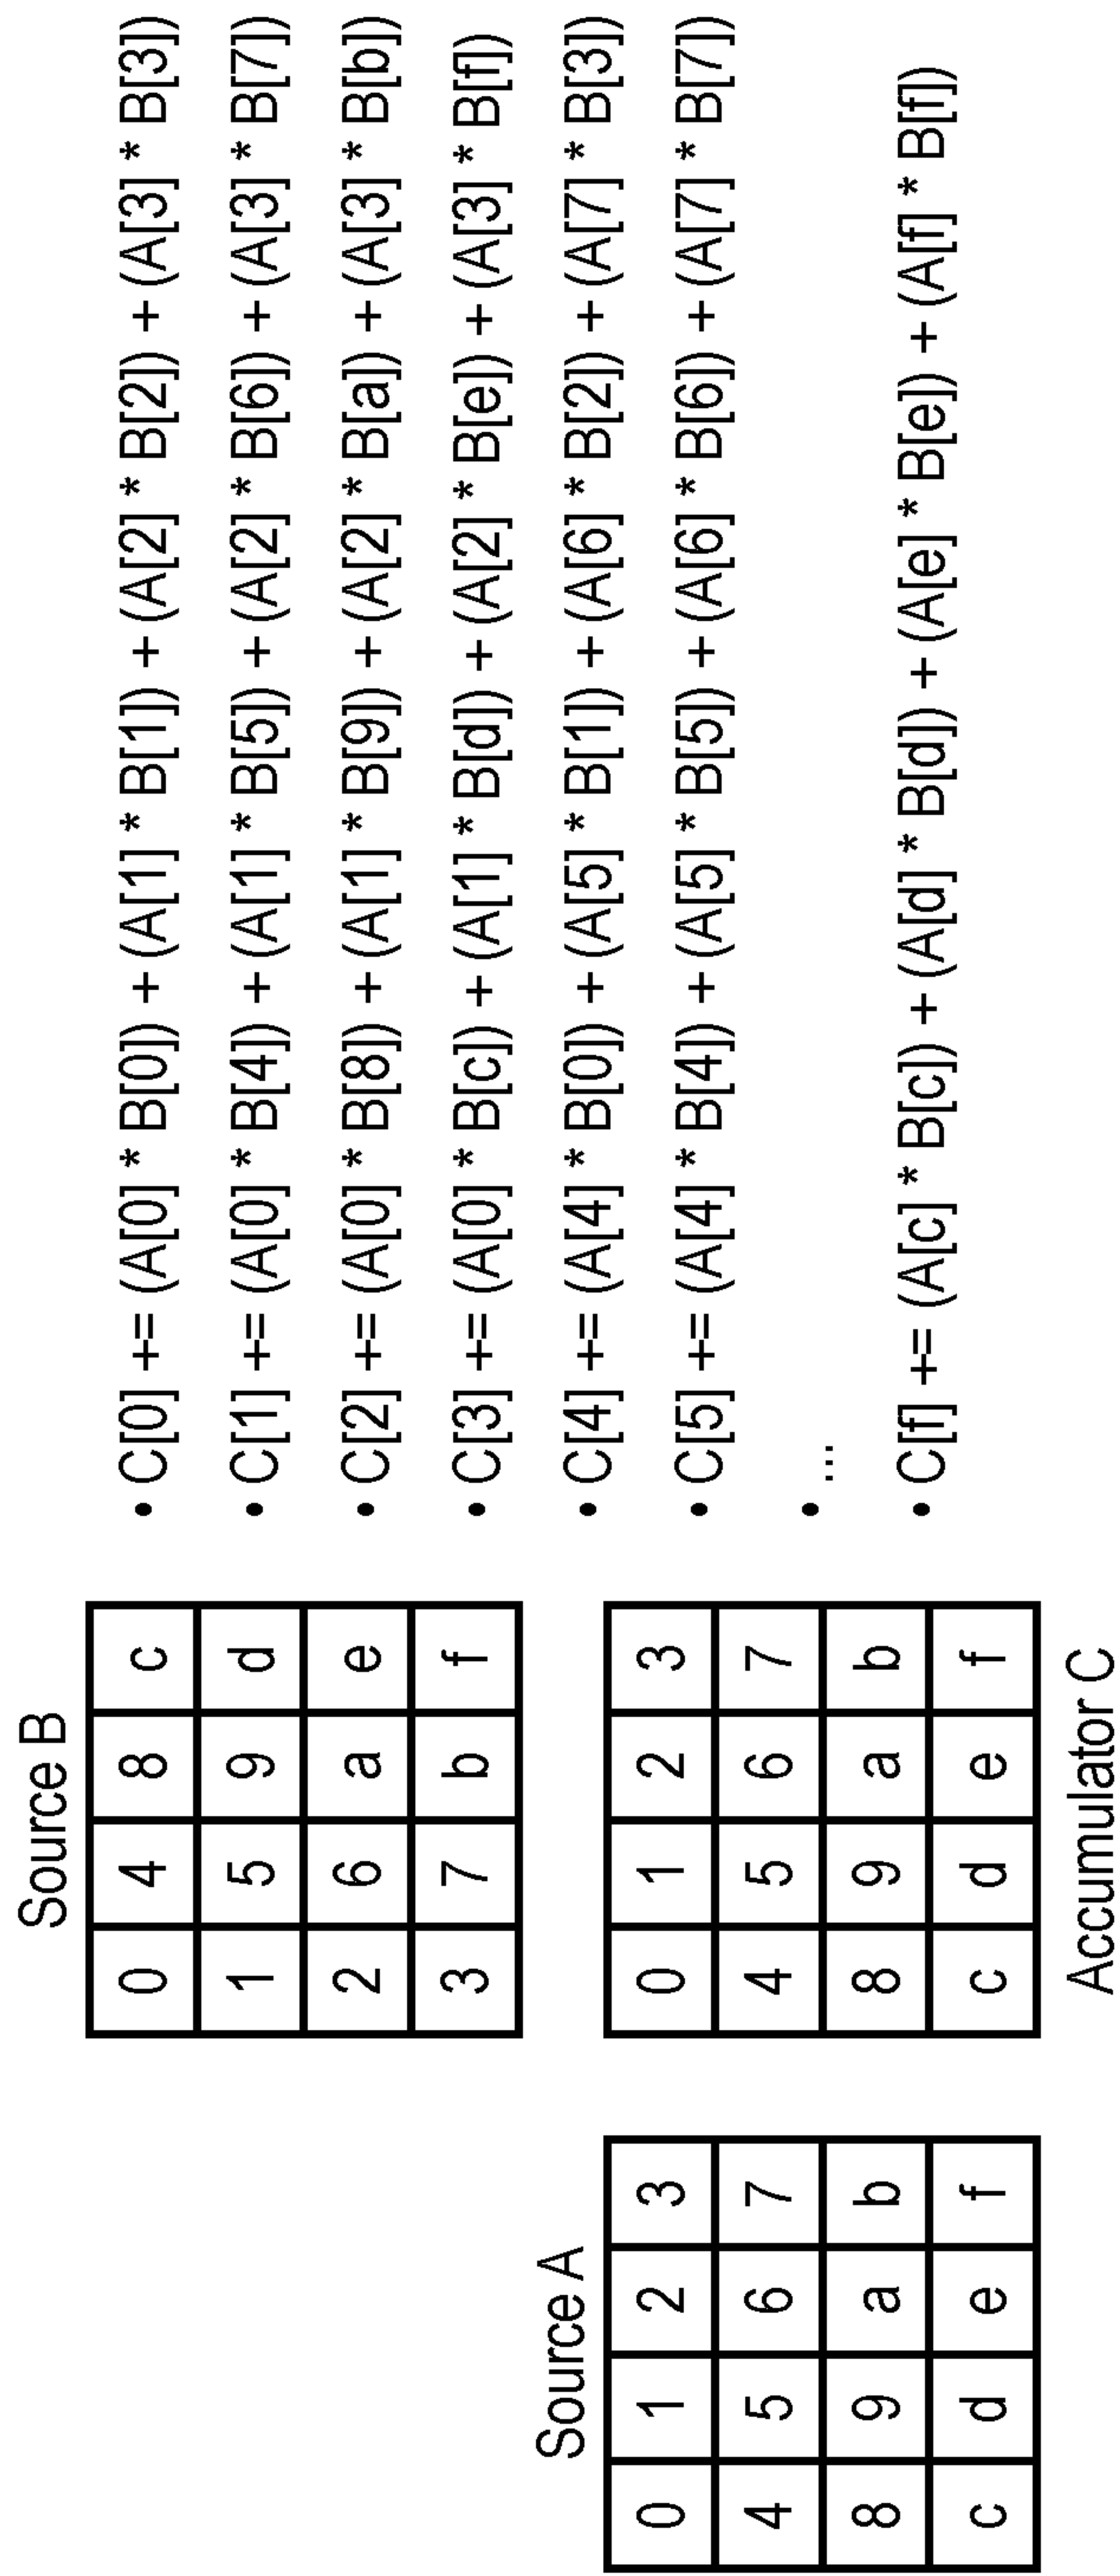 Source B
0 4 8 c
1 5 9 d
2 6 a e
3 7 b f
Source A
0 1 2 3
4 5 6 7
8 9 a b
c d e f
0 1 2 3
4 5 6 7
8 9 a b
c d e f
Accumulator C
• C[0] += (A[0] * B[0]) + (A[1] * B[1]) + (A[2] * B[2]) + (A[3] * B[3])
• C[1] += (A[0] * B[4]) + (A[1] * B[5]) + (A[2] * B[6]) + (A[3] * B[7])
• C[2] += (A[0] * B[8]) + (A[1] * B[9]) + (A[2] * B[a]) + (A[3] * B[b])
• C[3] += (A[0] * B[c]) + (A[1] * B[d]) + (A[2] * B[e]) + (A[3] * B[f])
• C[4] += (A[4] * B[0]) + (A[5] * B[1]) + (A[6] * B[2]) + (A[7] * B[3])
• C[5] += (A[4] * B[4]) + (A[5] * B[5]) + (A[6] * B[6]) + (A[7] * B[7])
• ...
• C[f] += (A[c] * B[c]) + (A[d] * B[d]) + (A[e] * B[e]) + (A[f] * B[f])